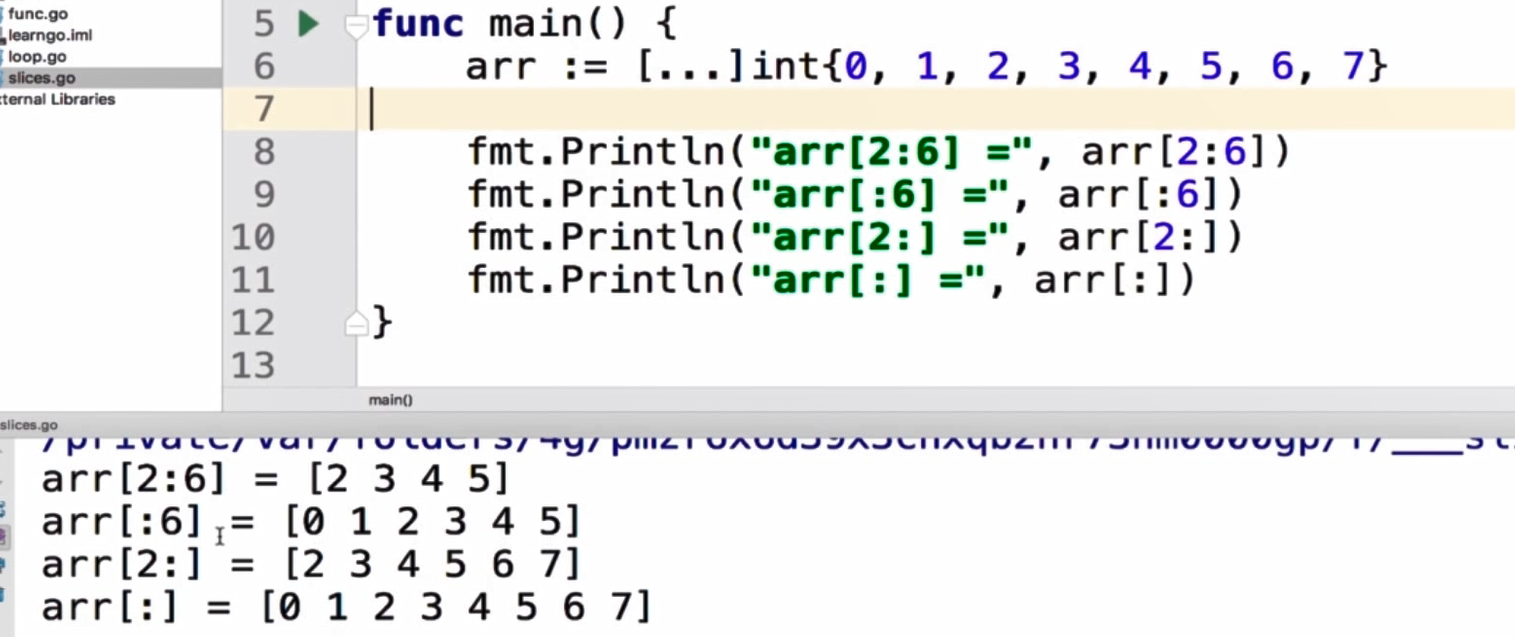 func.go
learngo.iml
loop.go
slices.go
ternal Libraries
5 func main() {
6 arr := [...]int{0, 1, 2, 3, 4, 5, 6, 7}
7
8 fmt.Println("arr[2:6] =", arr[2:6])
9 fmt.Println("arr[:6] =", arr[:6])
10 fmt.Println("arr[2:] =", arr[2:])
11 fmt.Println("arr[:] =", arr[:])
12 }
13
main()
slices.go
arr[2:6] = [2 3 4 5]
arr[:6] = [0 1 2 3 4 5]
arr[2:] = [2 3 4 5 6 7]
arr[:] = [0 1 2 3 4 5 6 7]